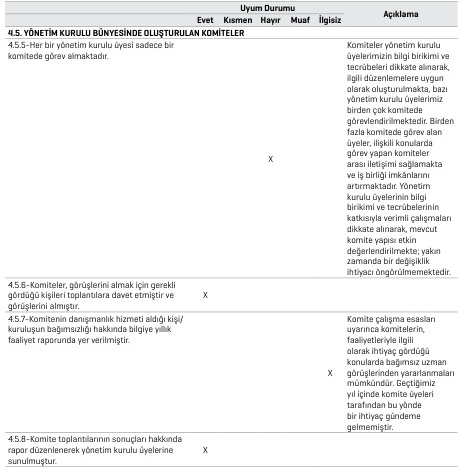 Uyum Durumu
Evet Kısmen Hayır Muaf İlgisiz Açıklama
4.5. YÖNETİM KURULU BÜNYESİNDE OLUŞTURULAN KOMİTELER
4.5.5-Her bir yönetim kurulu üyesi sadece bir
komitede görev almaktadır.
X
Komiteler yönetim kurulu
üyelerimizin bilgi birikimi ve
tecrübeleri dikkate alınarak,
ilgili düzenlemelere uygun
olarak oluşturulmakta, bazı
yönetim kurulu üyelerimiz
birden çok komitede
görevlendirilmektedir. Birden
fazla komitede görev alan
üyeler, ilişkili konularda
görev yapan komiteler
arası iletişimi sağlamakta
ve iş birliği imkânlarını
artırmaktadır. Yönetim
kurulu üyelerinin bilgi
birikimi ve tecrübelerinin
katkısıyla verimli çalışmaları
dikkate alınarak, mevcut
komite yapısı etkin
değerlendirilmekte; yakın
zamanda bir değişiklik
ihtiyacı öngörülmemektedir.
4.5.6-Komiteler, görüşlerini almak için gerekli
gördüğü kişileri toplantılara davet etmiştir ve
görüşlerini almıştır.
X
4.5.7-Komitenin danışmanlık hizmeti aldığı kişi/
kuruluşun bağımsızlığı hakkında bilgiye yıllık
faaliyet raporunda yer verilmiştir.
X
Komite çalışma esasları
uyarınca komitelerin,
faaliyetleriyle ilgili
olarak ihtiyaç gördüğü
konularda bağımsız uzman
görüşlerinden yararlanmaları
mümkündür. Geçtiğimiz
yıl içinde komite üyeleri
tarafından bu yönde
bir ihtiyaç gündeme
gelmemiştir.
4.5.8-Komite toplantılarının sonuçları hakkında
rapor düzenlenerek yönetim kurulu üyelerine
sunulmuştur.
X